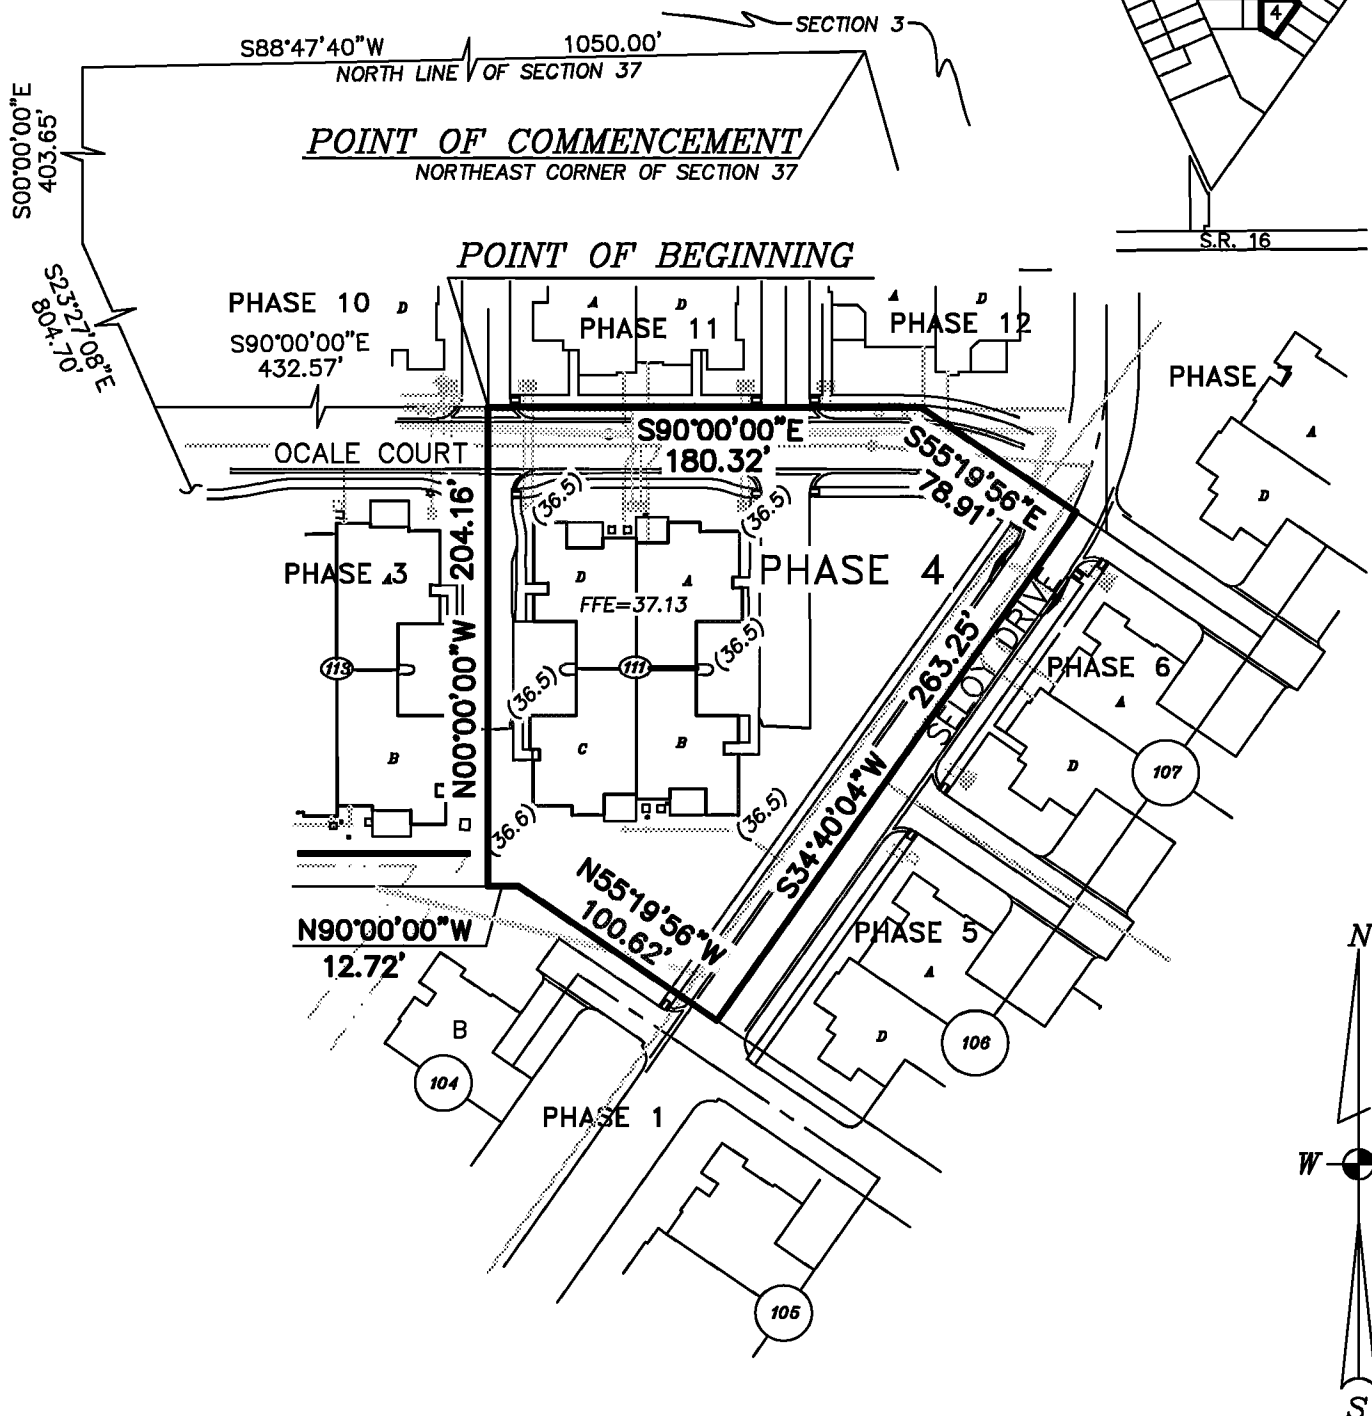 SECTION 3
4
S88°47'40"W 1050.00'
NORTH LINE OF SECTION 37
S00°00'00"E
403.65'
POINT OF COMMENCEMENT
NORTHEAST CORNER OF SECTION 37
S.R. 16
POINT OF BEGINNING
S23°27'08"E
804.70'
PHASE 10
D
A
D
A
D
PHASE 11
PHASE 12
S90°00'00"E
432.57'
PHASE 7
A
D
OCALE COURT
S90°00'00"E
180.32'
S55°19'56"E
78.91'
(36.5)
(36.5)
N00°00'00"W 204.16'
PHASE 3
A
D
A
PHASE 4
FFE=37.13
(36.5)
113
111
(36.5)
S34°40'04"W 263.25'
SELOY DRIVE
PHASE 6
A
D
107
B
C
B
(36.6)
(36.5)
N55°19'56"W
100.62'
N90°00'00"W
12.72'
PHASE 5
A
D
106
B
104
PHASE 1
105
N
W
S